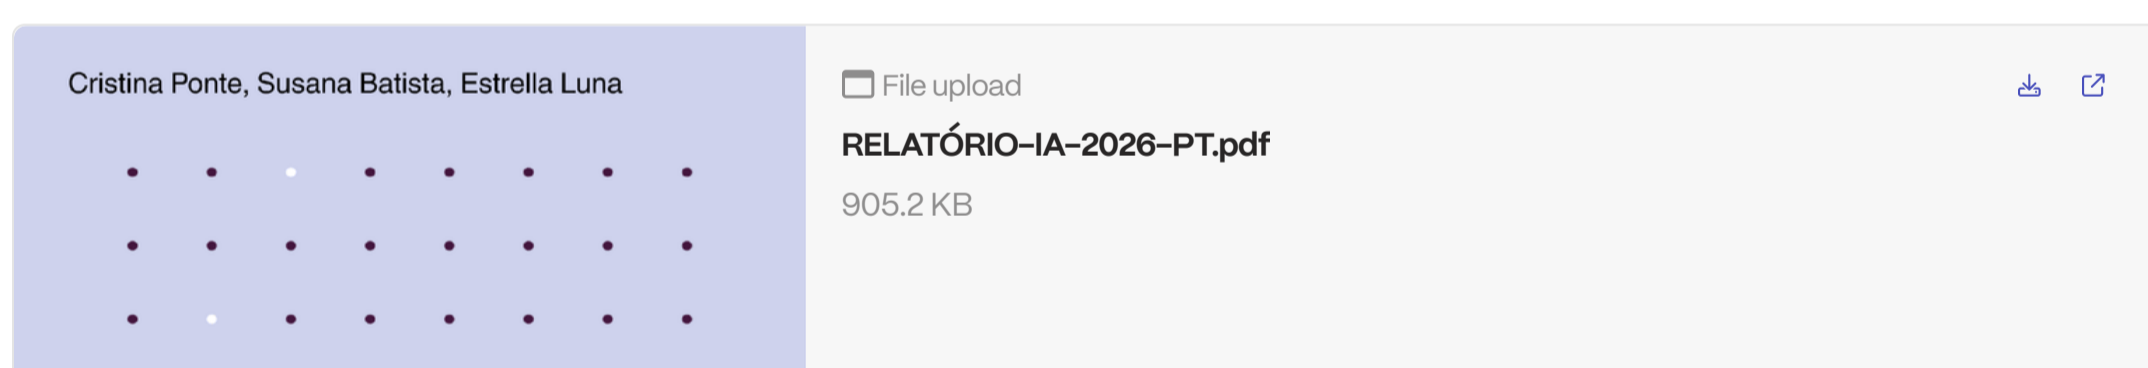 Cristina Ponte, Susana Batista, Estrella Luna
File upload
RELATÓRIO-IA-2026-PT.pdf
905.2 KB